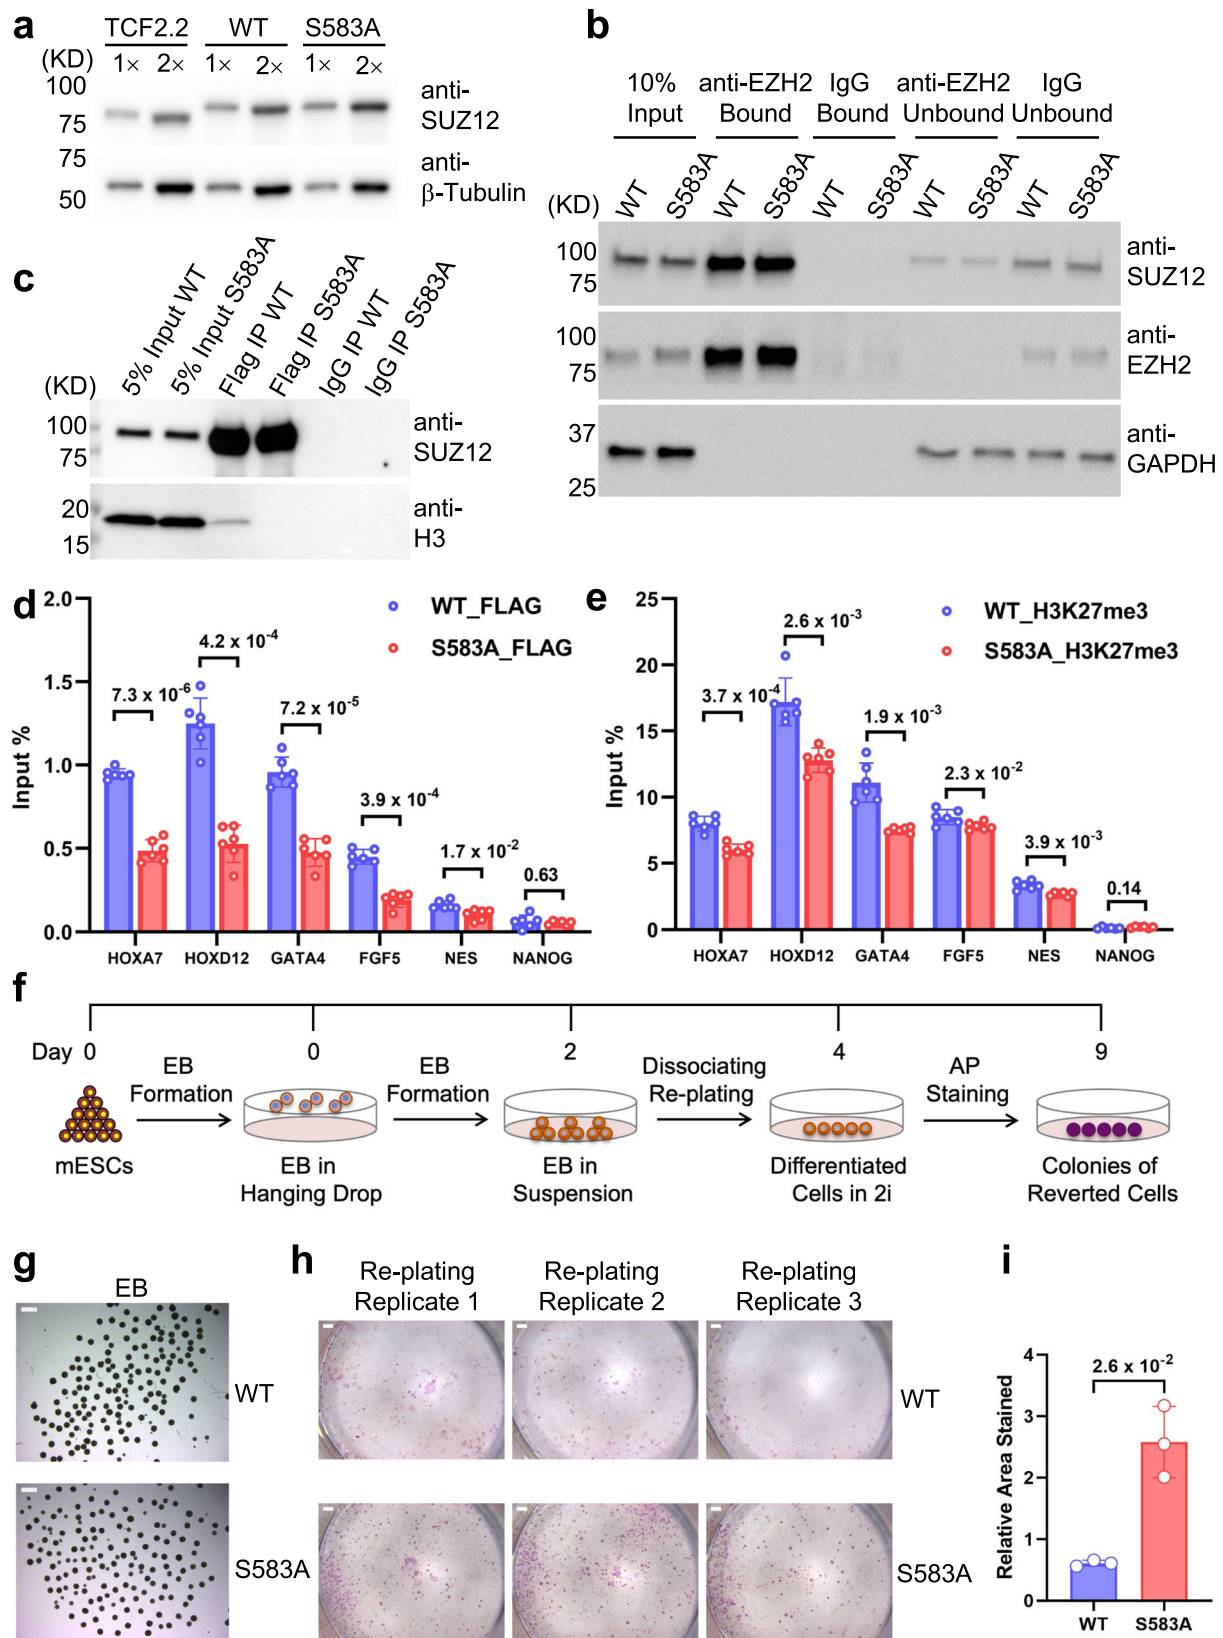 a
TCF2.2 WT S583A
(KD) 1× 2× 1× 2× 1× 2×
100
75
anti-
SUZ12
75
50
anti-
β-Tubulin
b
10%
Input
anti-EZH2
Bound
IgG
Bound
anti-EZH2
Unbound
IgG
Unbound
WT S583A WT S583A WT S583A WT S583A WT S583A
(KD)
100
75
anti-
SUZ12
100
75
anti-
EZH2
37
25
anti-
GAPDH
c
5% Input WT
5% Input S583A
Flag IP WT
Flag IP S583A
IgG IP WT
IgG IP S583A
(KD)
100
75
anti-
SUZ12
20
15
anti-
H3
d
WT_FLAG
S583A_FLAG
Input %
2.0
1.5
1.0
0.5
0.0
7.3 x 10-6
4.2 x 10-4
7.2 x 10-5
3.9 x 10-4
1.7 x 10-2
0.63
HOXA7 HOXD12 GATA4 FGF5 NES NANOG
e
WT_H3K27me3
S583A_H3K27me3
Input %
25
20
15
10
5
0
3.7 x 10-4
2.6 x 10-3
1.9 x 10-3
2.3 x 10-2
3.9 x 10-3
0.14
HOXA7 HOXD12 GATA4 FGF5 NES NANOG
f
Day 0 0 2 4 9
EB
Formation
EB
Formation
Dissociating
Re-plating
AP
Staining
mESCs
EB in
Hanging Drop
EB in
Suspension
Differentiated
Cells in 2i
Colonies of
Reverted Cells
g
EB
WT
S583A
h
Re-plating
Replicate 1
Re-plating
Replicate 2
Re-plating
Replicate 3
WT
S583A
i
Relative Area Stained
4
3
2
1
0
2.6 x 10-2
WT S583A